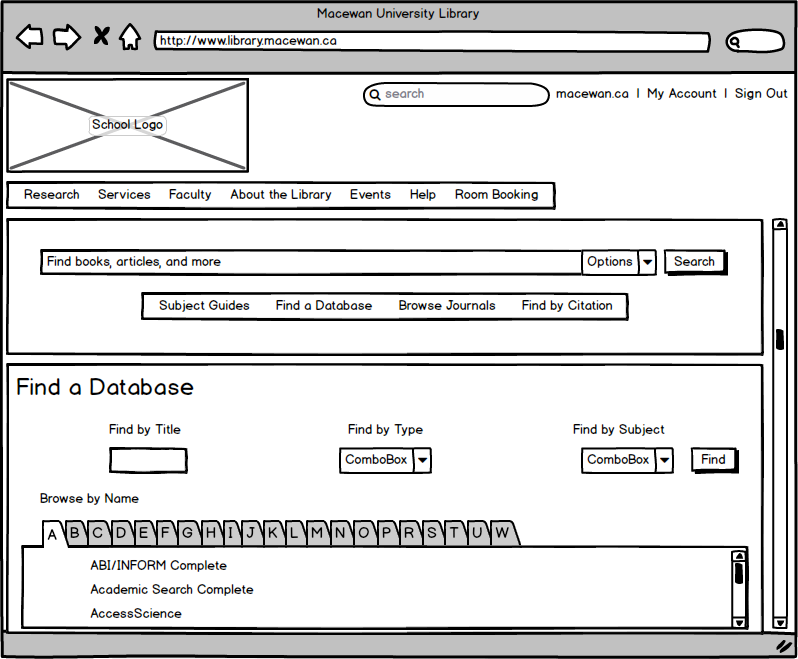 Macewan University Library
http://www.library.macewan.ca
search
macewan.ca | My Account | Sign Out
School Logo
Research Services Faculty About the Library Events Help Room Booking
Find books, articles, and more Options Search
Subject Guides Find a Database Browse Journals Find by Citation
Find a Database
Find by Title Find by Type Find by Subject
ComboBox ComboBox Find
Browse by Name
A B C D E F G H I J K L M N O P R S T U W
ABI/INFORM Complete
Academic Search Complete
AccessScience